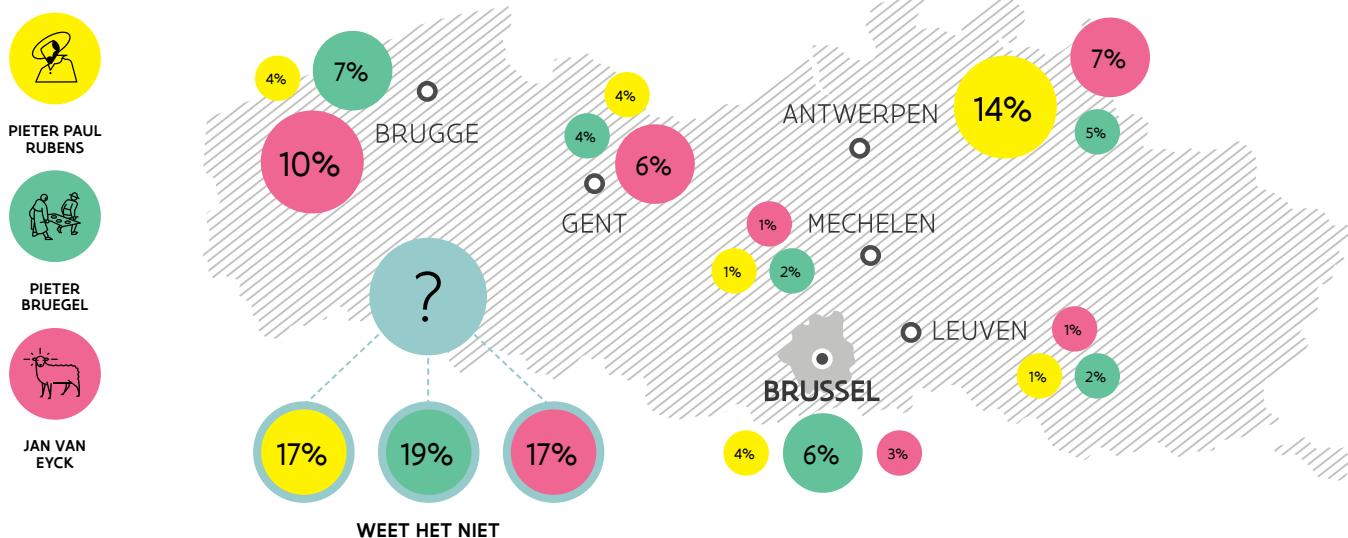 PIETER PAUL
RUBENS
PIETER
BRUEGEL
JAN VAN
EYCK
4%
7%
10%
BRUGGE
4%
4%
6%
GENT
ANTWERPEN
14%
7%
5%
1%
1%
2%
MECHELEN
LEUVEN
1%
1%
2%
BRUSSEL
4%
6%
3%
?
17%
19%
17%
WEET HET NIET